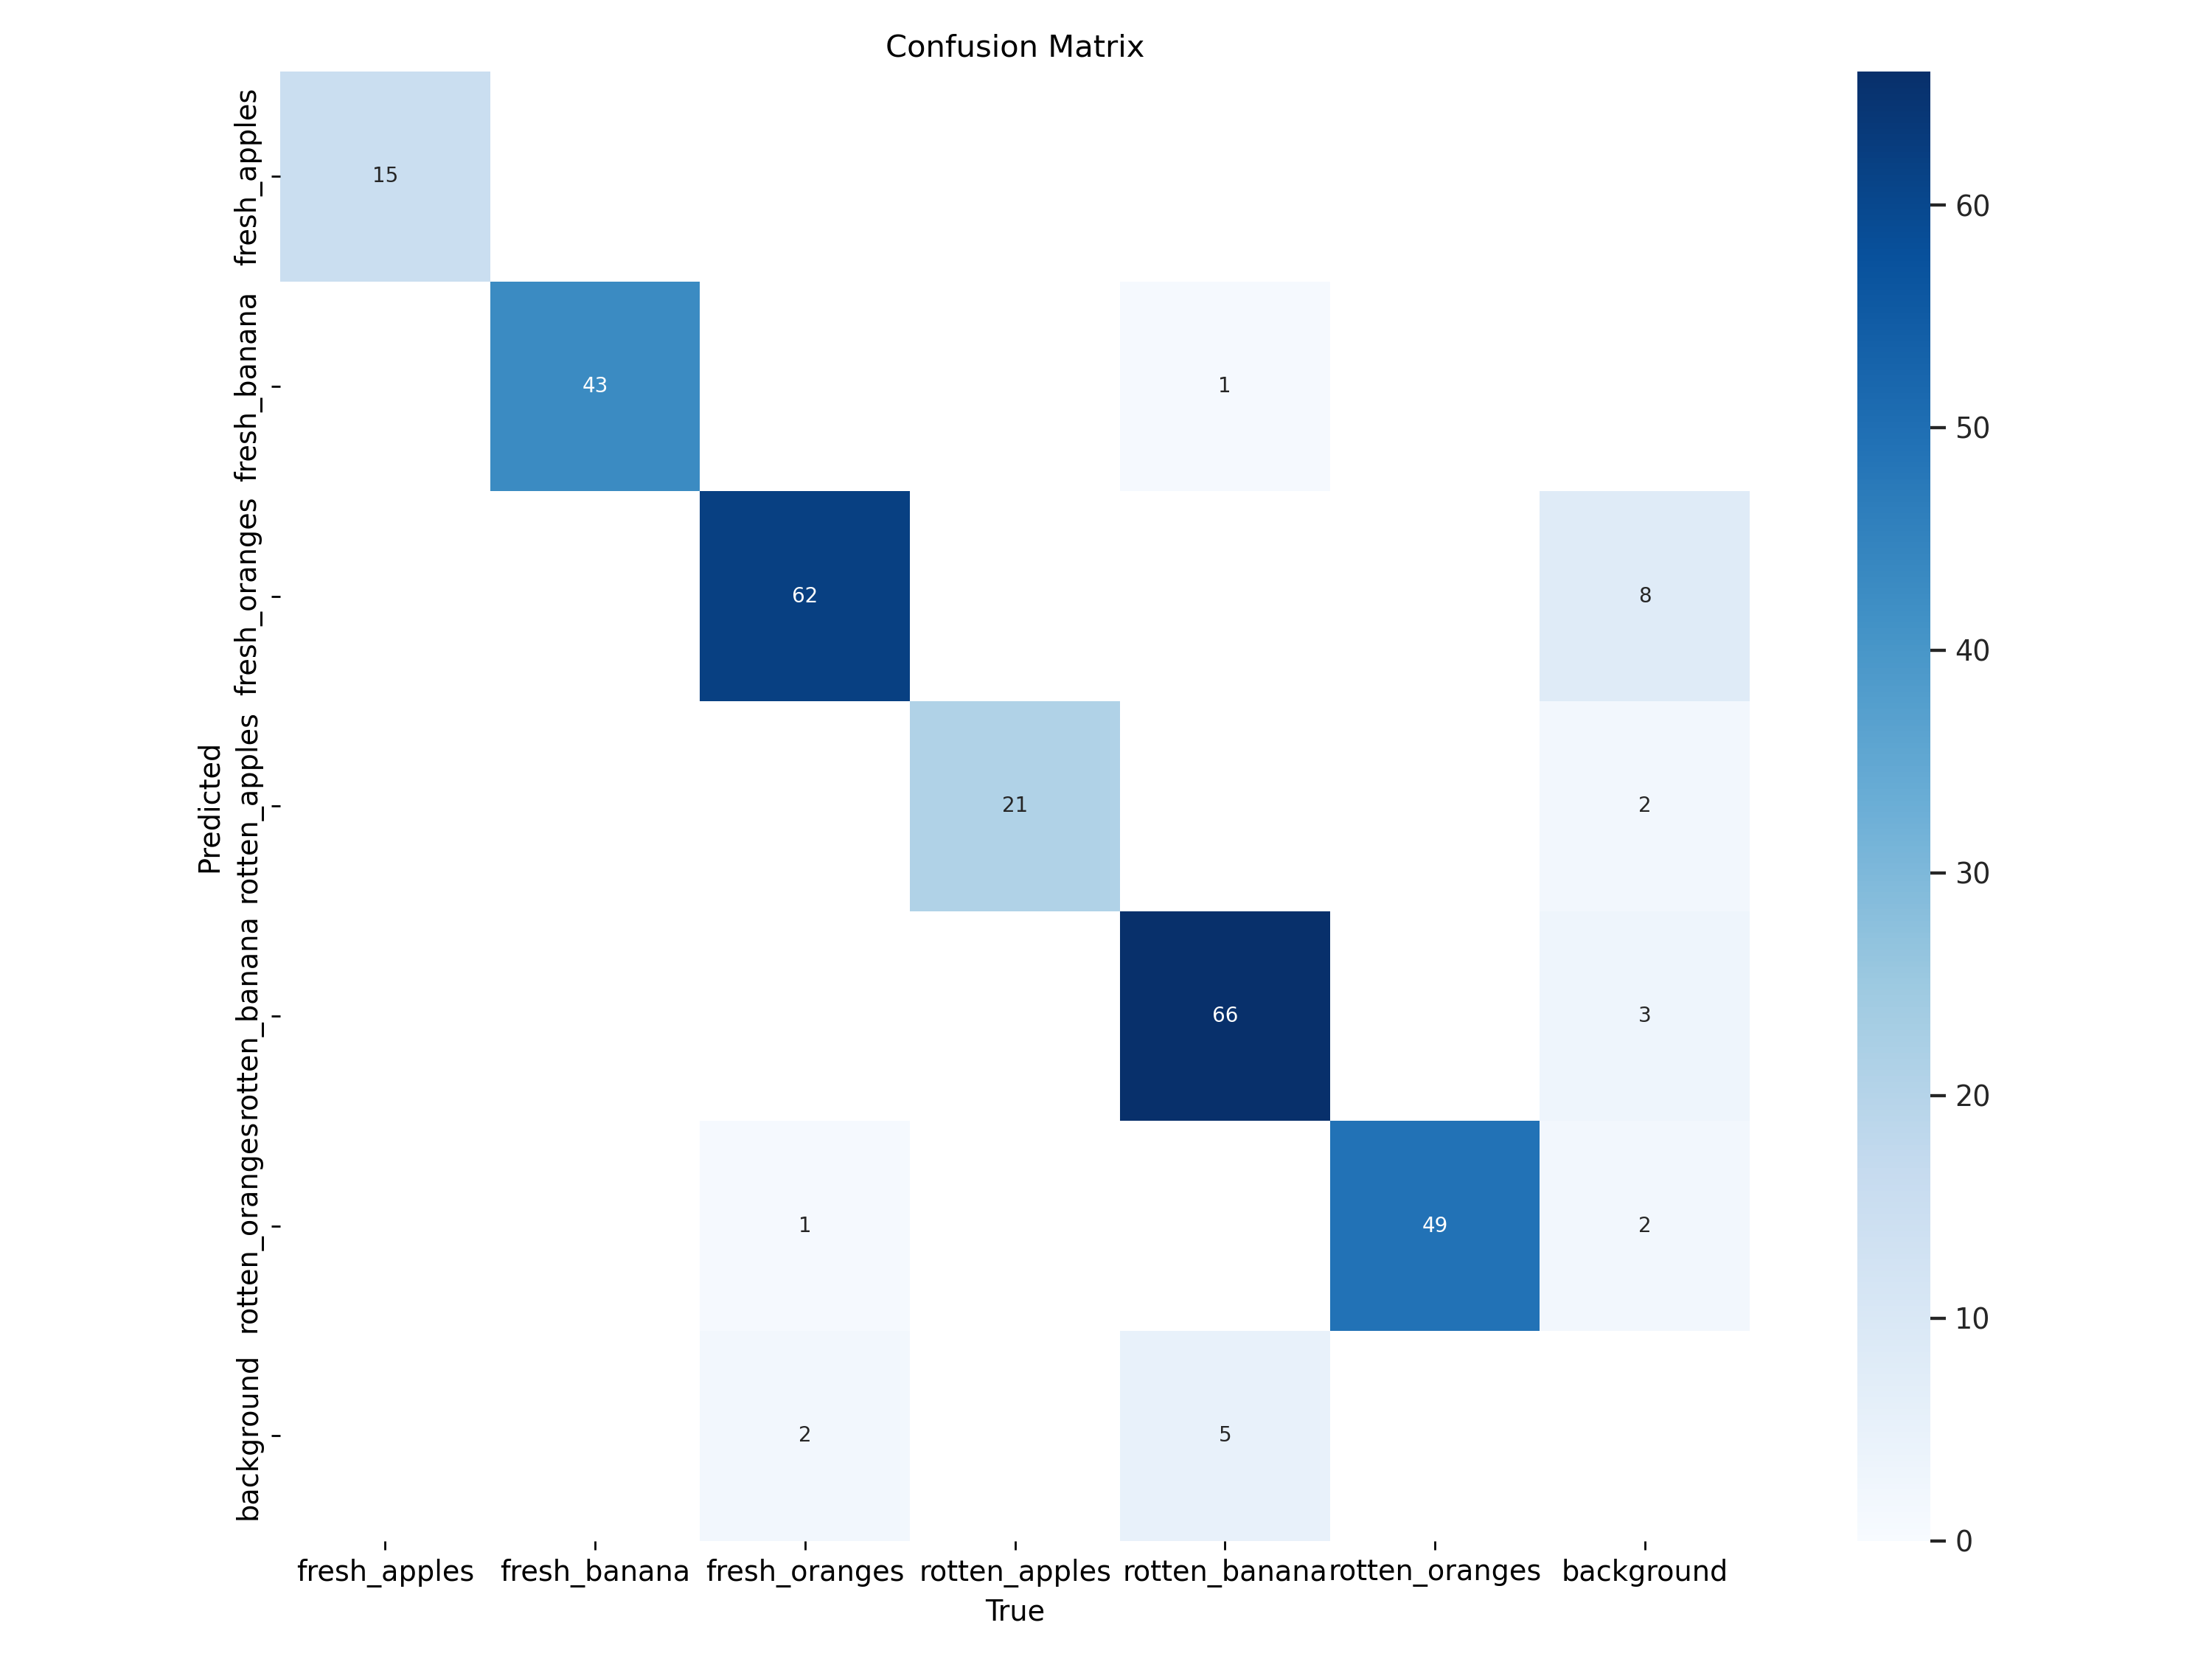 Confusion Matrix
fresh_apples
15
60
fresh_banana
43
1
50
fresh_oranges
62
8
40
Predicted
rotten_apples
21
2
30
rotten_banana
66
3
20
rotten_oranges
1
49
2
10
background
2
5
0
fresh_apples fresh_banana fresh_oranges rotten_apples rotten_banana rotten_oranges background
True